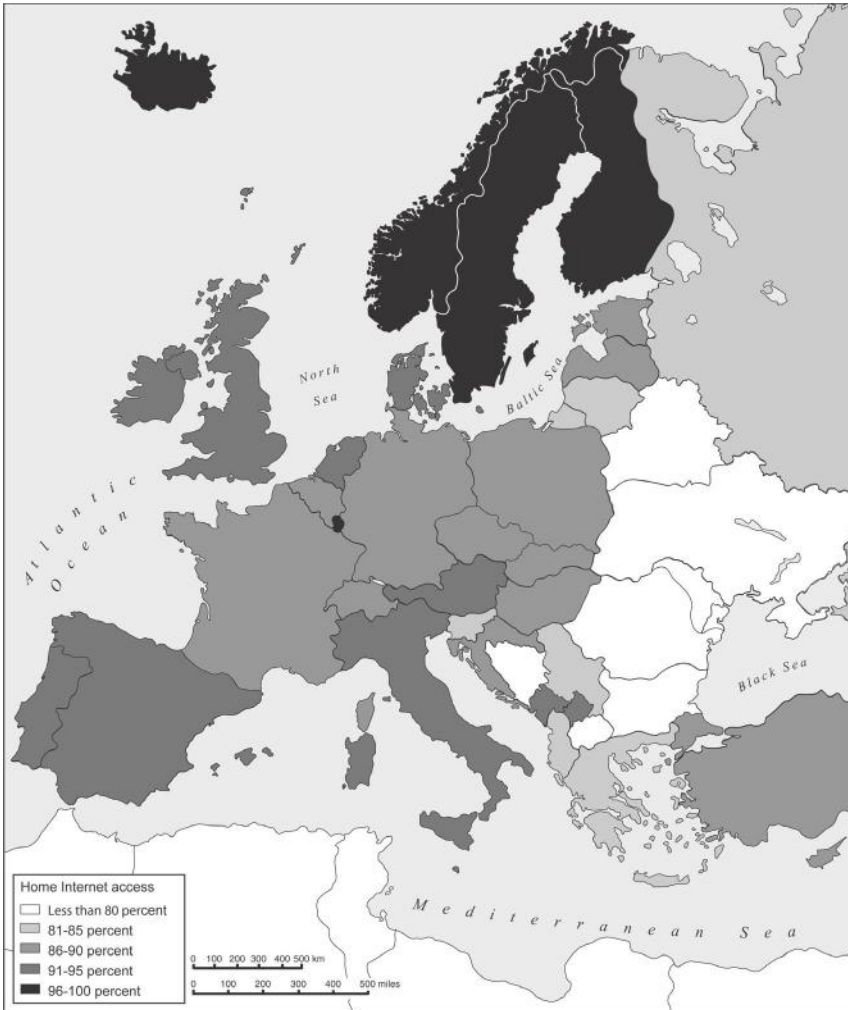 North
Sea
Baltic Sea
Atlantic
Ocean
Black Sea
Mediterranean Sea
Home Internet access
Less than 80 percent
81-85 percent
86-90 percent
91-95 percent
96-100 percent
0 100 200 300 400 500 km
0 100 200 300 400 500 miles